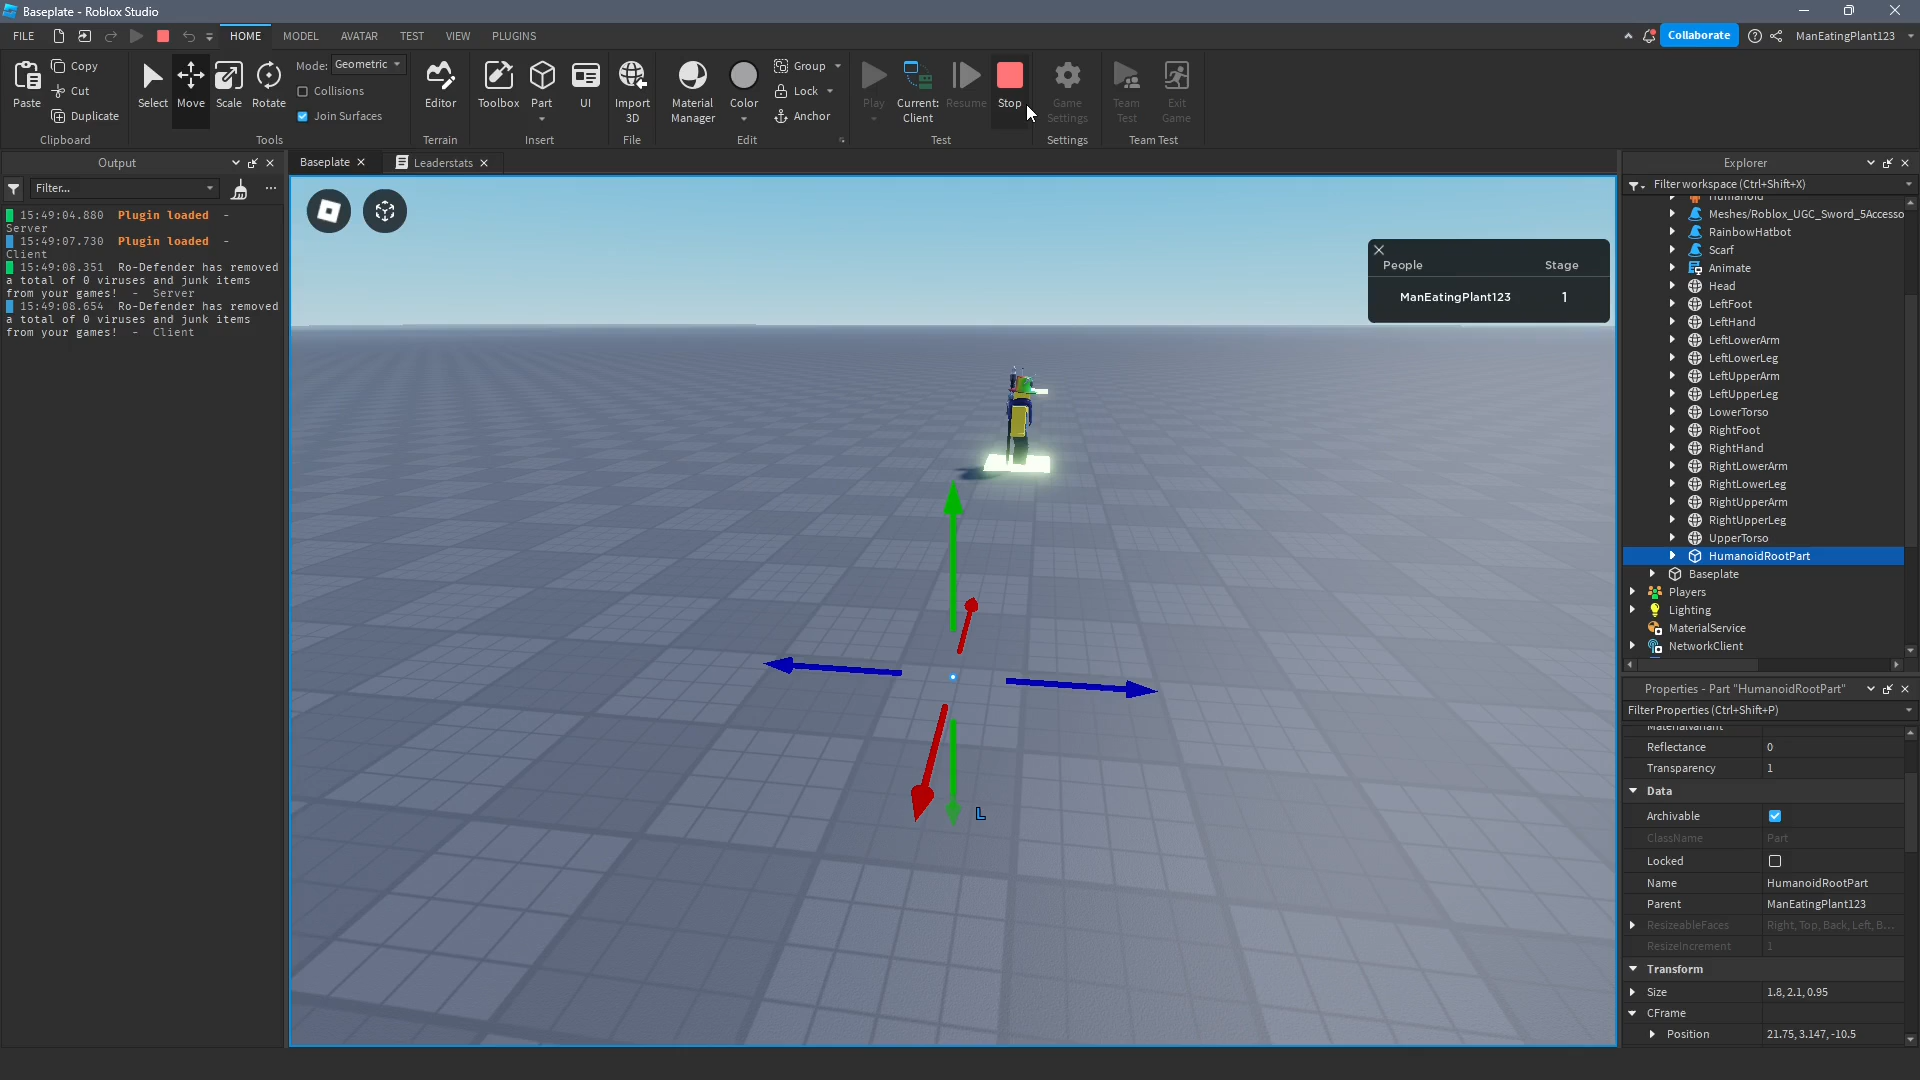 Baseplate - Roblox Studio
FILE HOME MODEL AVATAR TEST VIEW PLUGINS Collaborate ManEatingPlant123
Paste Copy Cut Duplicate
Clipboard
Select Move Scale Rotate Mode: Geometric
Collisions
Join Surfaces
Tools
Editor
Terrain
Toolbox Part UI
Insert
Import
3D
File
Material
Manager
Color
Group
Lock
Anchor
Edit
Play
Current:
Client
Resume
Stop
Test
Game
Settings
Settings
Team
Test
Exit
Game
Team Test
Output
Filter...
15:49:04.880 Plugin loaded -
Server
15:49:07.730 Plugin loaded -
Client
15:49:08.351 Ro-Defender has removed
a total of 0 viruses and junk items
from your games! - Server
15:49:08.654 Ro-Defender has removed
a total of 0 viruses and junk items
from your games! - Client
Baseplate Leaderstats
People Stage
ManEatingPlant123 1
L
Explorer
Filter workspace (Ctrl+Shift+X)
Humanoid
Meshes/Roblox_UGC_Sword_5Accesso
RainbowHatbot
Scarf
Animate
Head
LeftFoot
LeftHand
LeftLowerArm
LeftLowerLeg
LeftUpperArm
LeftUpperLeg
LowerTorso
RightFoot
RightHand
RightLowerArm
RightLowerLeg
RightUpperArm
RightUpperLeg
UpperTorso
HumanoidRootPart
Baseplate
Players
Lighting
MaterialService
NetworkClient
Properties - Part "HumanoidRootPart"
Filter Properties (Ctrl+Shift+P)
MaterialVariant
Reflectance 0
Transparency 1
Data
Archivable
ClassName Part
Locked
Name HumanoidRootPart
Parent ManEatingPlant123
ResizeableFaces Right, Top, Back, Left, B...
ResizeIncrement 1
Transform
Size 1.8, 2.1, 0.95
CFrame
Position 21.75, 3.147, -10.5